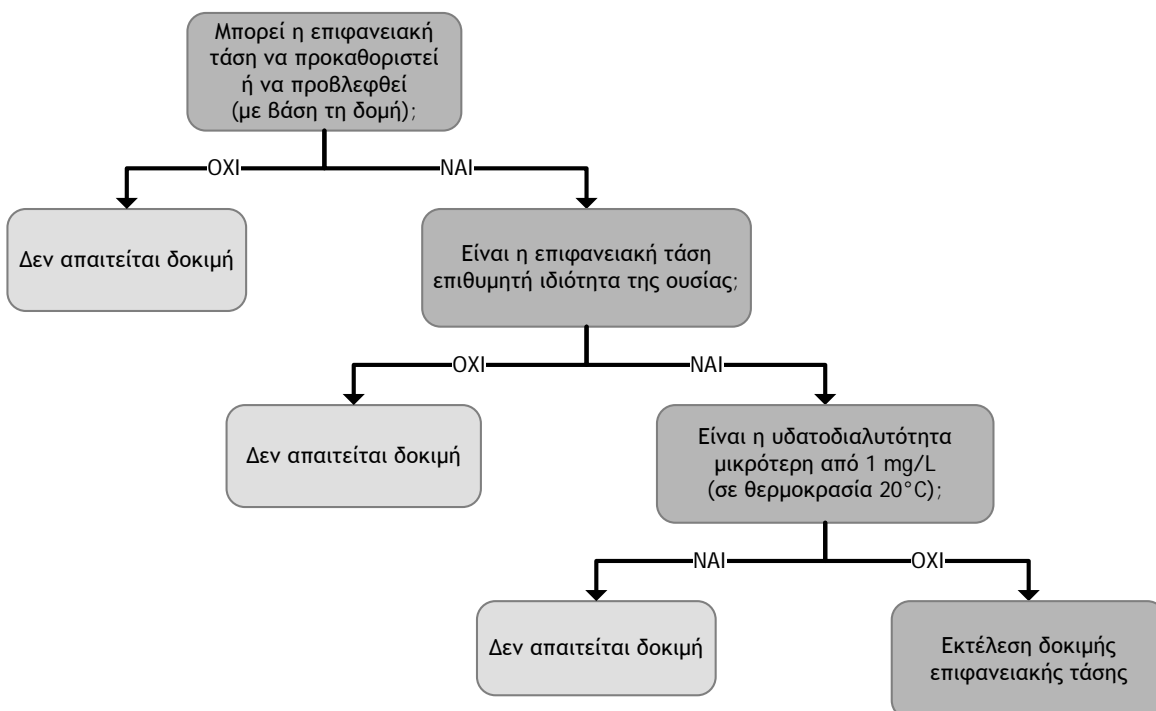 Μπορεί η επιφανειακή
τάση να προκαθοριστεί
ή να προβλεφθεί
(με βάση τη δομή);
ΟΧΙ
ΝΑΙ
Δεν απαιτείται δοκιμή
Είναι η επιφανειακή τάση
επιθυμητή ιδιότητα της ουσίας;
ΟΧΙ
ΝΑΙ
Δεν απαιτείται δοκιμή
Είναι η υδατοδιαλυτότητα
μικρότερη από 1 mg/L
(σε θερμοκρασία 20°C);
ΝΑΙ
ΟΧΙ
Δεν απαιτείται δοκιμή
Εκτέλεση δοκιμής
επιφανειακής τάσης